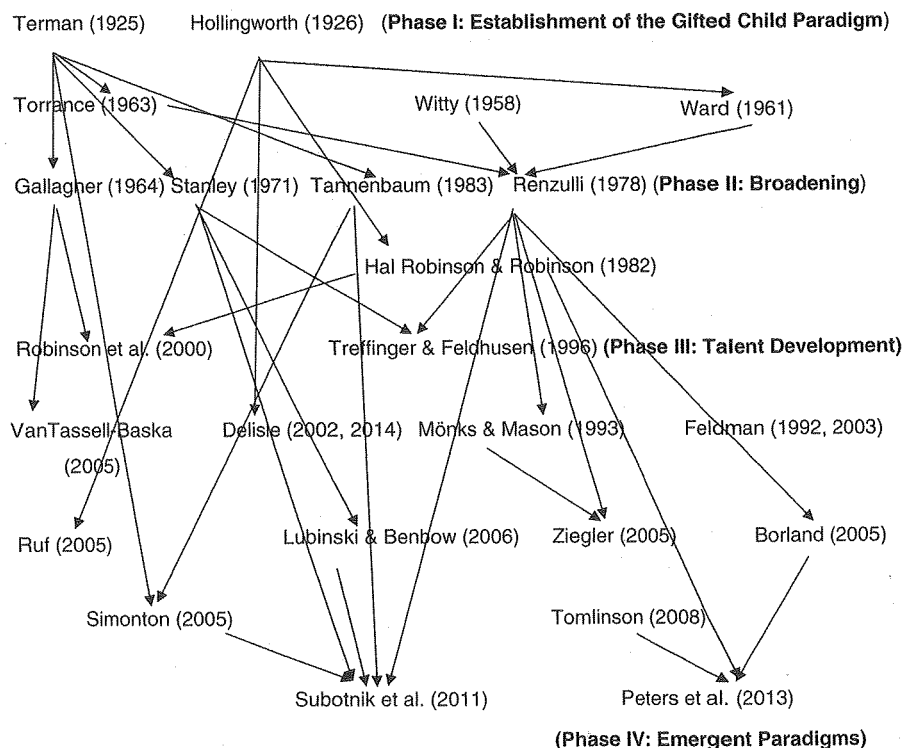 Terman (1925) Hollingworth (1926) (Phase I: Establishment of the Gifted Child Paradigm)
Torrance (1963) Witty (1958) Ward (1961)
Gallagher (1964) Stanley (1971) Tannenbaum (1983) Renzulli (1978) (Phase II: Broadening)
Hal Robinson & Robinson (1982)
Robinson et al. (2000) Treffinger & Feldhusen (1996) (Phase III: Talent Development)
VanTassell-Baska Delisle (2002, 2014) Mönks & Mason (1993) Feldman (1992, 2003)
(2005)
Ruf (2005) Lubinski & Benbow (2006) Ziegler (2005) Borland (2005)
Simonton (2005) Tomlinson (2008)
Subotnik et al. (2011) Peters et al. (2013)
(Phase IV: Emergent Paradigms)